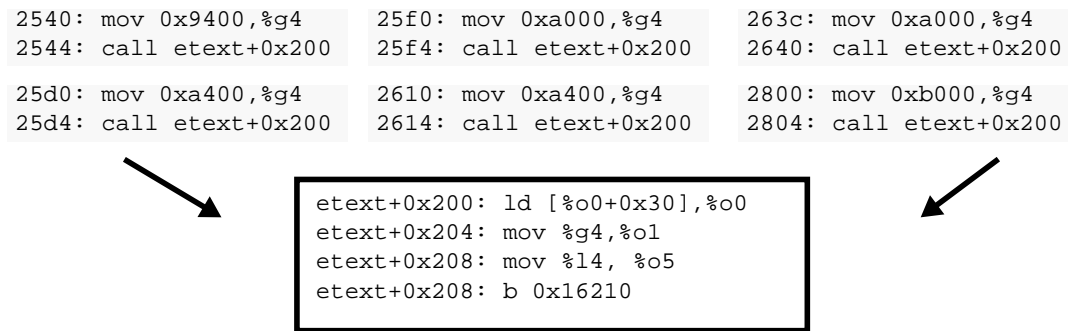 2540: mov 0x9400,%g4
2544: call etext+0x200
25f0: mov 0xa000,%g4
25f4: call etext+0x200
263c: mov 0xa000,%g4
2640: call etext+0x200
25d0: mov 0xa400,%g4
25d4: call etext+0x200
2610: mov 0xa400,%g4
2614: call etext+0x200
2800: mov 0xb000,%g4
2804: call etext+0x200
etext+0x200: ld [%o0+0x30],%o0
etext+0x204: mov %g4,%o1
etext+0x208: mov %l4, %o5
etext+0x208: b 0x16210